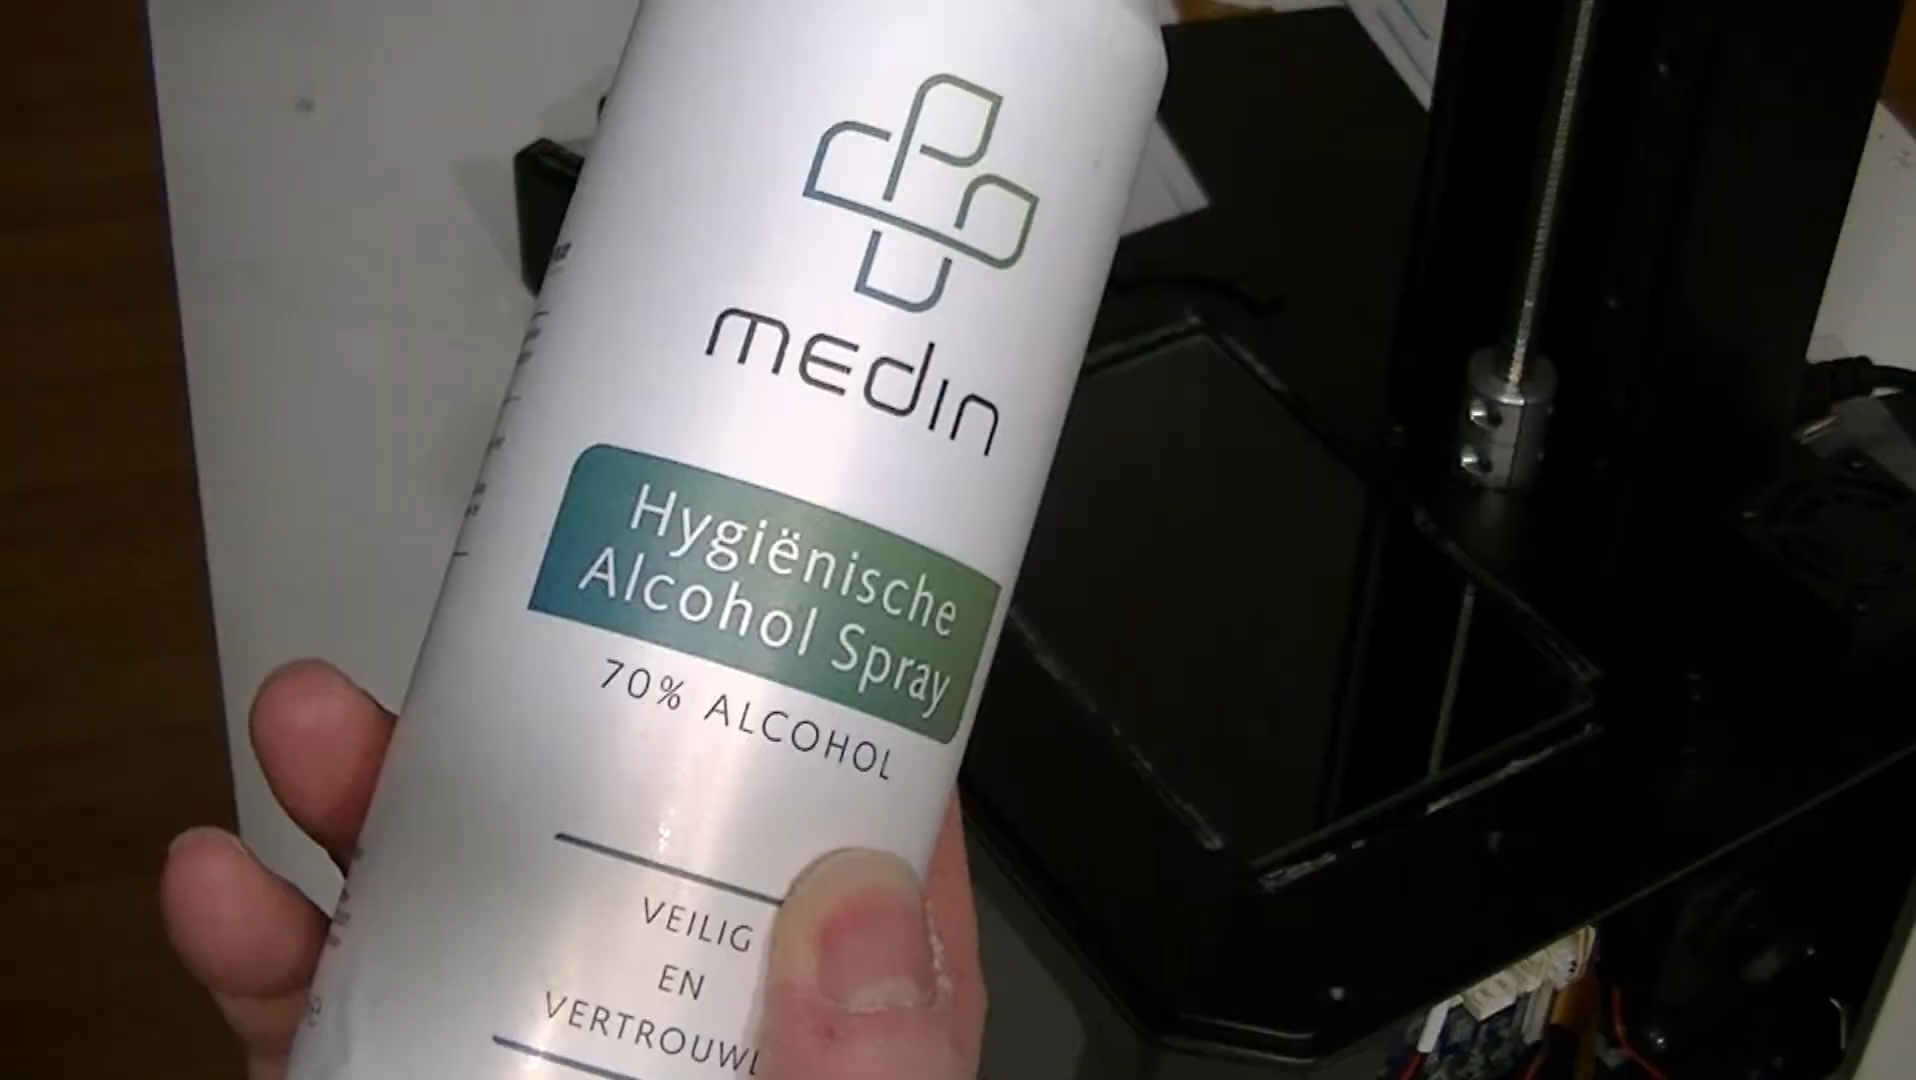 medin
Hygiënische
Alcohol Spray
70% ALCOHOL
VEILIG
EN